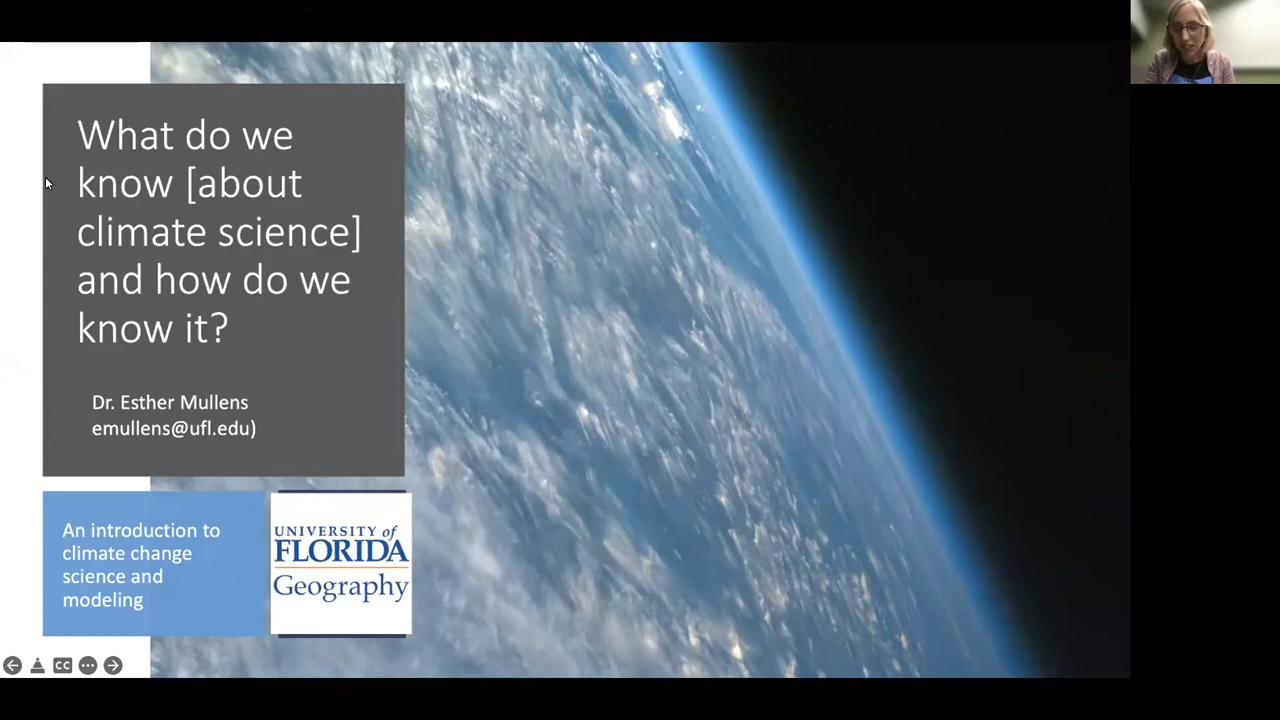 What do we
know [about
climate science]
and how do we
know it?
Dr. Esther Mullens
emullens@ufl.edu)
An introduction to
climate change
science and
modeling
UNIVERSITY of
FLORIDA
Geography
CC